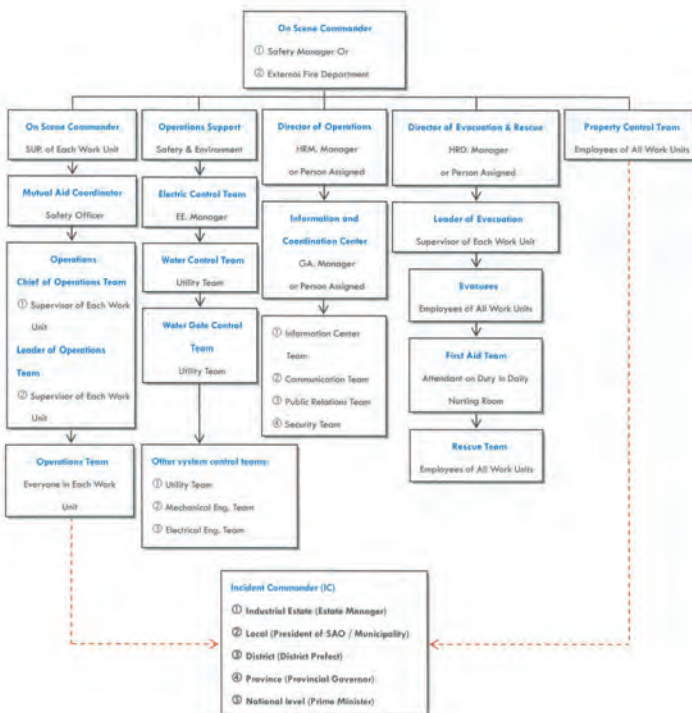 On Scene Commander
① Safety Manager Or
② External Fire Department
On Scene Commander
SUP. of Each Work Unit
Operations Support
Safety & Environment
Director of Operations
HRM. Manager
or Person Assigned
Director of Evacuation & Rescue
HRD. Manager
or Person Assigned
Property Control Team
Employees of All Work Units
Mutual Aid Coordinator
Safety Officer
Electric Control Team
EE. Manager
Information and
Coordination Center
GA. Manager
or Person Assigned
Leader of Evacuation
Supervisor of Each Work Unit
Operations
Chief of Operations Team
① Supervisor of Each Work
Unit
Leader of Operations
Team
② Supervisor of Each Work
Unit
Water Control Team
Utility Team
Evacuees
Employees of All Work Units
Water Gate Control
Team
Utility Team
① Information Center
Team
② Communication Team
③ Public Relations Team
④ Security Team
First Aid Team
Attendant on Duty in Daily
Nursing Room
Rescue Team
Employees of All Work Units
Operations Team
Everyone in Each Work
Unit
Other system control teams:
① Utility Team
② Mechanical Eng. Team
③ Electrical Eng. Team
Incident Commander (IC)
① Industrial Estate (Estate Manager)
② Local (President of SAO / Municipality)
③ District (District Prefect)
④ Province (Provincial Governor)
⑤ National level (Prime Minister)